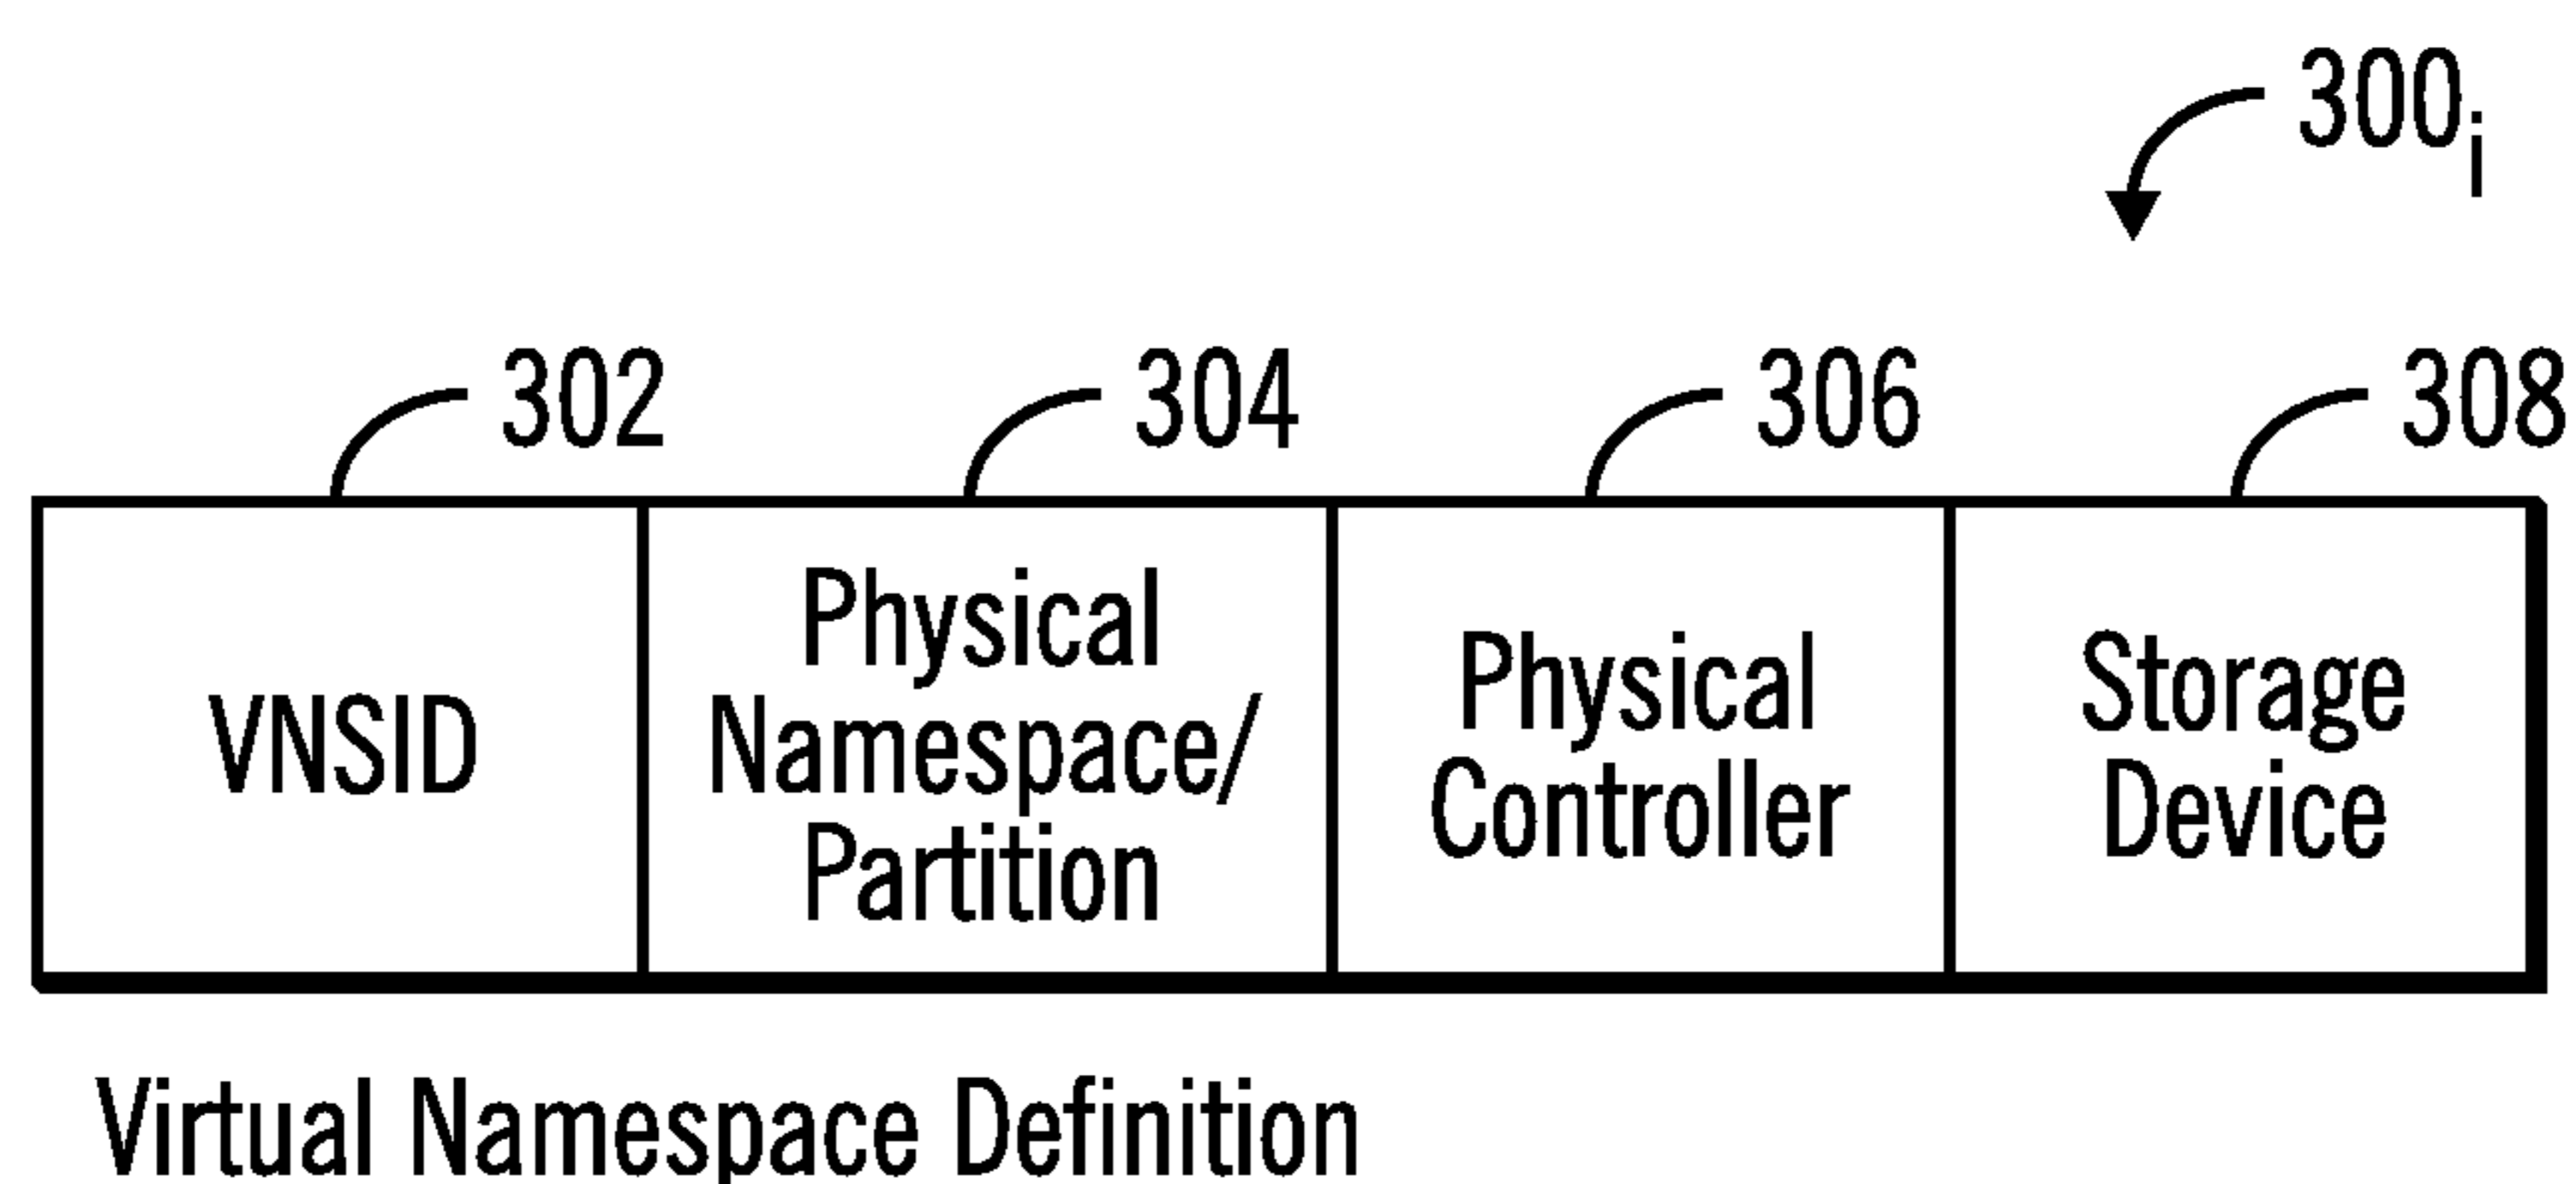 300i
302 304 306 308
VNSID
Physical
Namespace/
Partition
Physical
Controller
Storage
Device
Virtual Namespace Definition